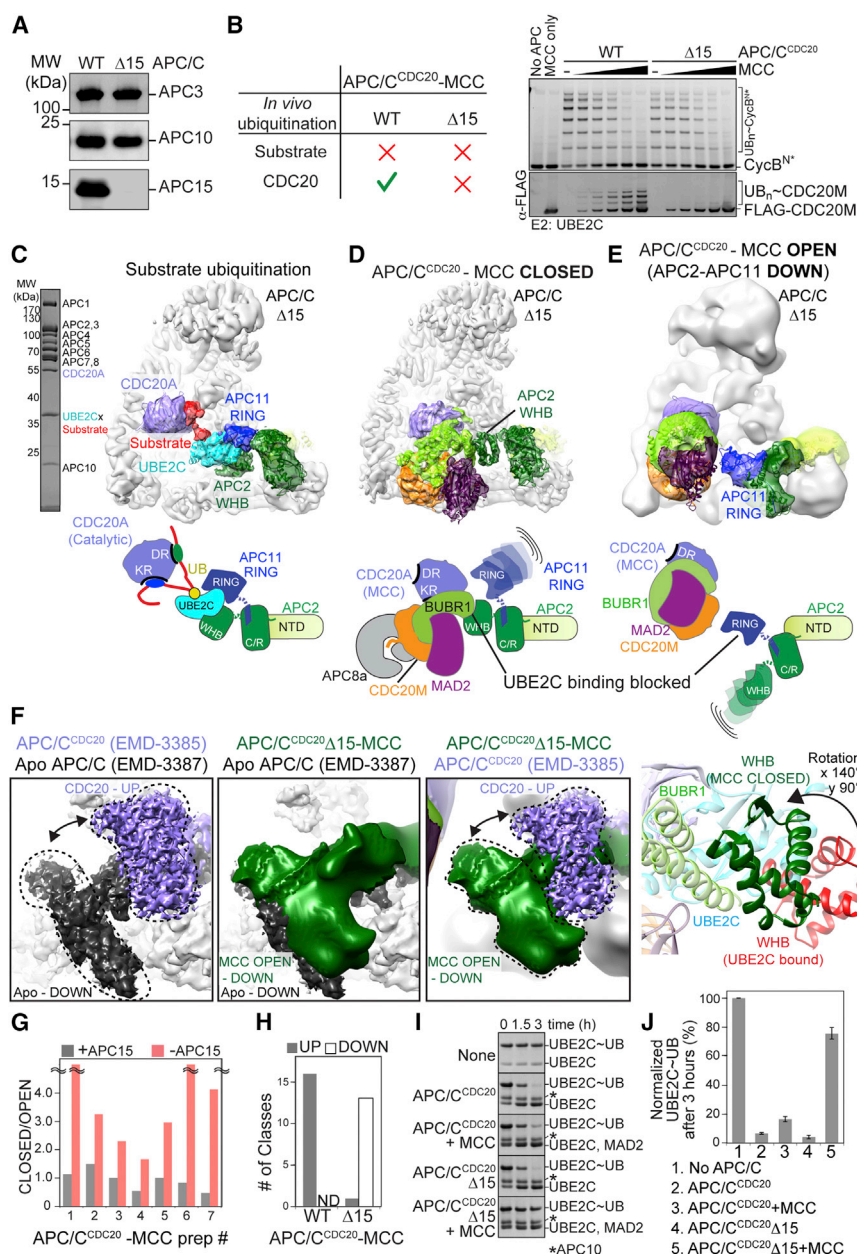 A
WT Δ15 APC/C
MW
(kDa)
APC3
100
25
APC10
15
APC15
B
APC/C^CDC20-MCC
In vivo
ubiquitination
WT Δ15
Substrate
CDC20
No APC
MCC only
WT Δ15 APC/C^CDC20
– – MCC
UBn~CycB^N*
CycB^N*
α-FLAG
UBn~CDC20M
FLAG-CDC20M
E2: UBE2C
C
Substrate ubiquitination
MW
(kDa)
170
130
100
70
55
40
35
25
APC1
APC2,3
APC4
APC5
APC6
APC7,8
CDC20A
UBE2Cx
Substrate
APC10
APC/C
Δ15
CDC20A
APC11
RING
Substrate
UBE2C
APC2
WHB
CDC20A
(Catalytic)
DR
KR
UB
APC11
RING
RING
UBE2C
WHB
C/R
APC2
NTD
D
APC/C^CDC20 - MCC CLOSED
APC/C
Δ15
APC2
WHB
CDC20A
(MCC)
DR
KR
BUBR1
RING
APC11
RING
WHB
C/R
APC2
NTD
APC8a
CDC20M
MAD2
UBE2C binding blocked
E
APC/C^CDC20 - MCC OPEN
(APC2-APC11 DOWN)
APC/C
Δ15
APC11
RING
CDC20A
(MCC)
DR
BUBR1
MAD2
CDC20M
RING
C/R
APC2
NTD
WHB
F
APC/C^CDC20 (EMD-3385)
Apo APC/C (EMD-3387)
CDC20 - UP
Apo - DOWN
APC/C^CDC20Δ15-MCC
Apo APC/C (EMD-3387)
MCC OPEN
- DOWN
Apo - DOWN
APC/C^CDC20Δ15-MCC
APC/C^CDC20 (EMD-3385)
CDC20 - UP
MCC OPEN
- DOWN
WHB
(MCC CLOSED)
Rotation
x 140°
y 90°
BUBR1
UBE2C
WHB
(UBE2C bound)
G
+APC15 -APC15
CLOSED/OPEN
4.0
3.0
2.0
1.0
0
1 2 3 4 5 6 7
APC/C^CDC20 -MCC prep #
H
UP DOWN
# of Classes
15
10
5
0
ND
WT Δ15
APC/C^CDC20-MCC
I
0 1.5 3 time (h)
None
UBE2C~UB
UBE2C
APC/C^CDC20
UBE2C~UB
*
UBE2C
APC/C^CDC20
+ MCC
UBE2C~UB
*
UBE2C, MAD2
APC/C^CDC20
Δ15
UBE2C~UB
*
UBE2C
APC/C^CDC20
Δ15
+ MCC
UBE2C~UB
*
UBE2C, MAD2
*APC10
J
Normalized
UBE2C~UB
after 3 hours (%)
100
80
60
40
20
0
1 2 3 4 5
1. No APC/C
2. APC/C^CDC20
3. APC/C^CDC20+MCC
4. APC/C^CDC20Δ15
5. APC/C^CDC20Δ15+MCC